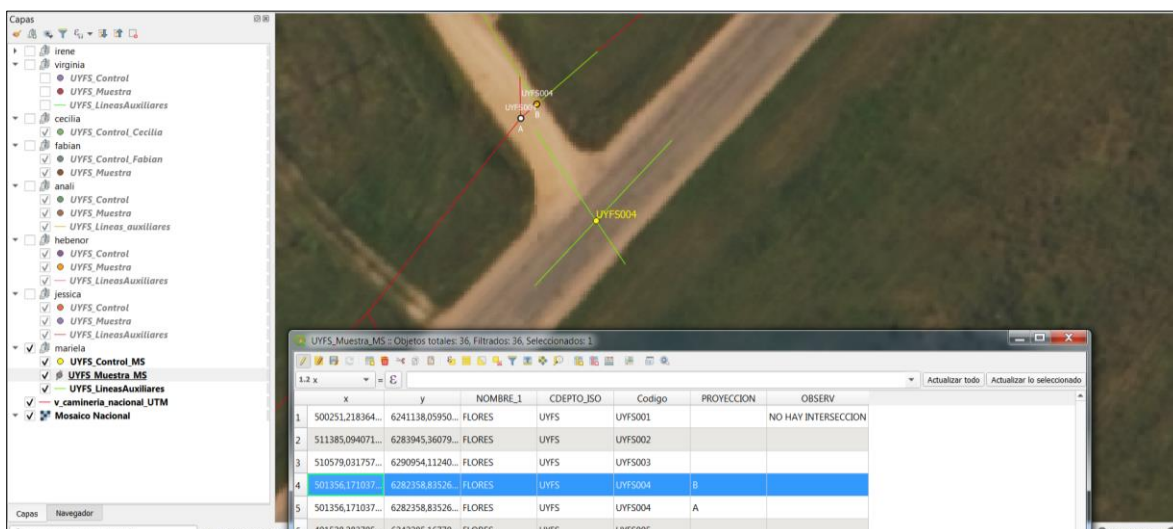 Capas
irene
virginia
UYFS_Control
UYFS_Muestra
UYFS_LineasAuxiliares
cecilia
UYFS_Control_Cecilia
fabian
UYFS_Control_Fabian
UYFS_Muestra
anali
UYFS_Control
UYFS_Muestra
UYFS_Lineas_auxiliares
hebenor
UYFS_Control
UYFS_Muestra
UYFS_LineasAuxiliares
jessica
UYFS_Control
UYFS_Muestra
UYFS_LineasAuxiliares
mariela
UYFS_Control_MS
UYFS_Muestra_MS
UYFS_LineasAuxiliares
v_camineria_nacional_UTM
Mosaico Nacional
Capas Navegador
UYFS004
B
A
UYFS004
UYFS_Muestra_MS :: Objetos totales: 36, Filtrados: 36, Seleccionados: 1
1.2 x = ε Actualizar todo Actualizar lo seleccionado
x y NOMBRE_1 CDEPTO_ISO Codigo PROYECCION OBSERV
1 500251,218364... 6241138,05950... FLORES UYFS UYFS001 NO HAY INTERSECCION
2 511385,094071... 6283945,36079... FLORES UYFS UYFS002
3 510579,031757... 6290954,11240... FLORES UYFS UYFS003
4 501356,171037... 6282358,83526... FLORES UYFS UYFS004 B
5 501356,171037... 6282358,83526... FLORES UYFS UYFS004 A